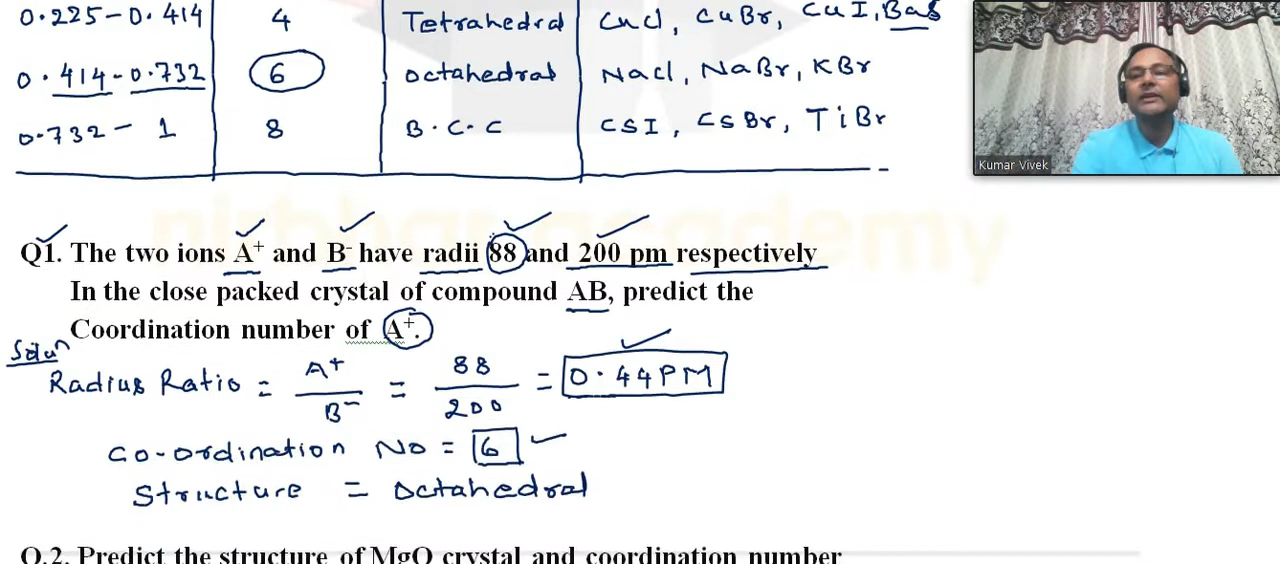 0.225-0.414 4 Tetrahedral CuCl, CuBr, CuI, BaS
0.414-0.732 6 Octahedral NaCl, NaBr, KBr
0.732-1 8 B.C.C CSI, CSBr, TiBr
Kumar Vivek
Q1. The two ions A+ and B- have radii 88 and 200 pm respectively
In the close packed crystal of compound AB, predict the
Coordination number of A+.
Soluⁿ
Radius Ratio = A+/B- = 88/200 = 0.44PM
Co-ordination No = 6
Structure = Octahedral
Q.2. Predict the structure of MgO crystal and coordination number